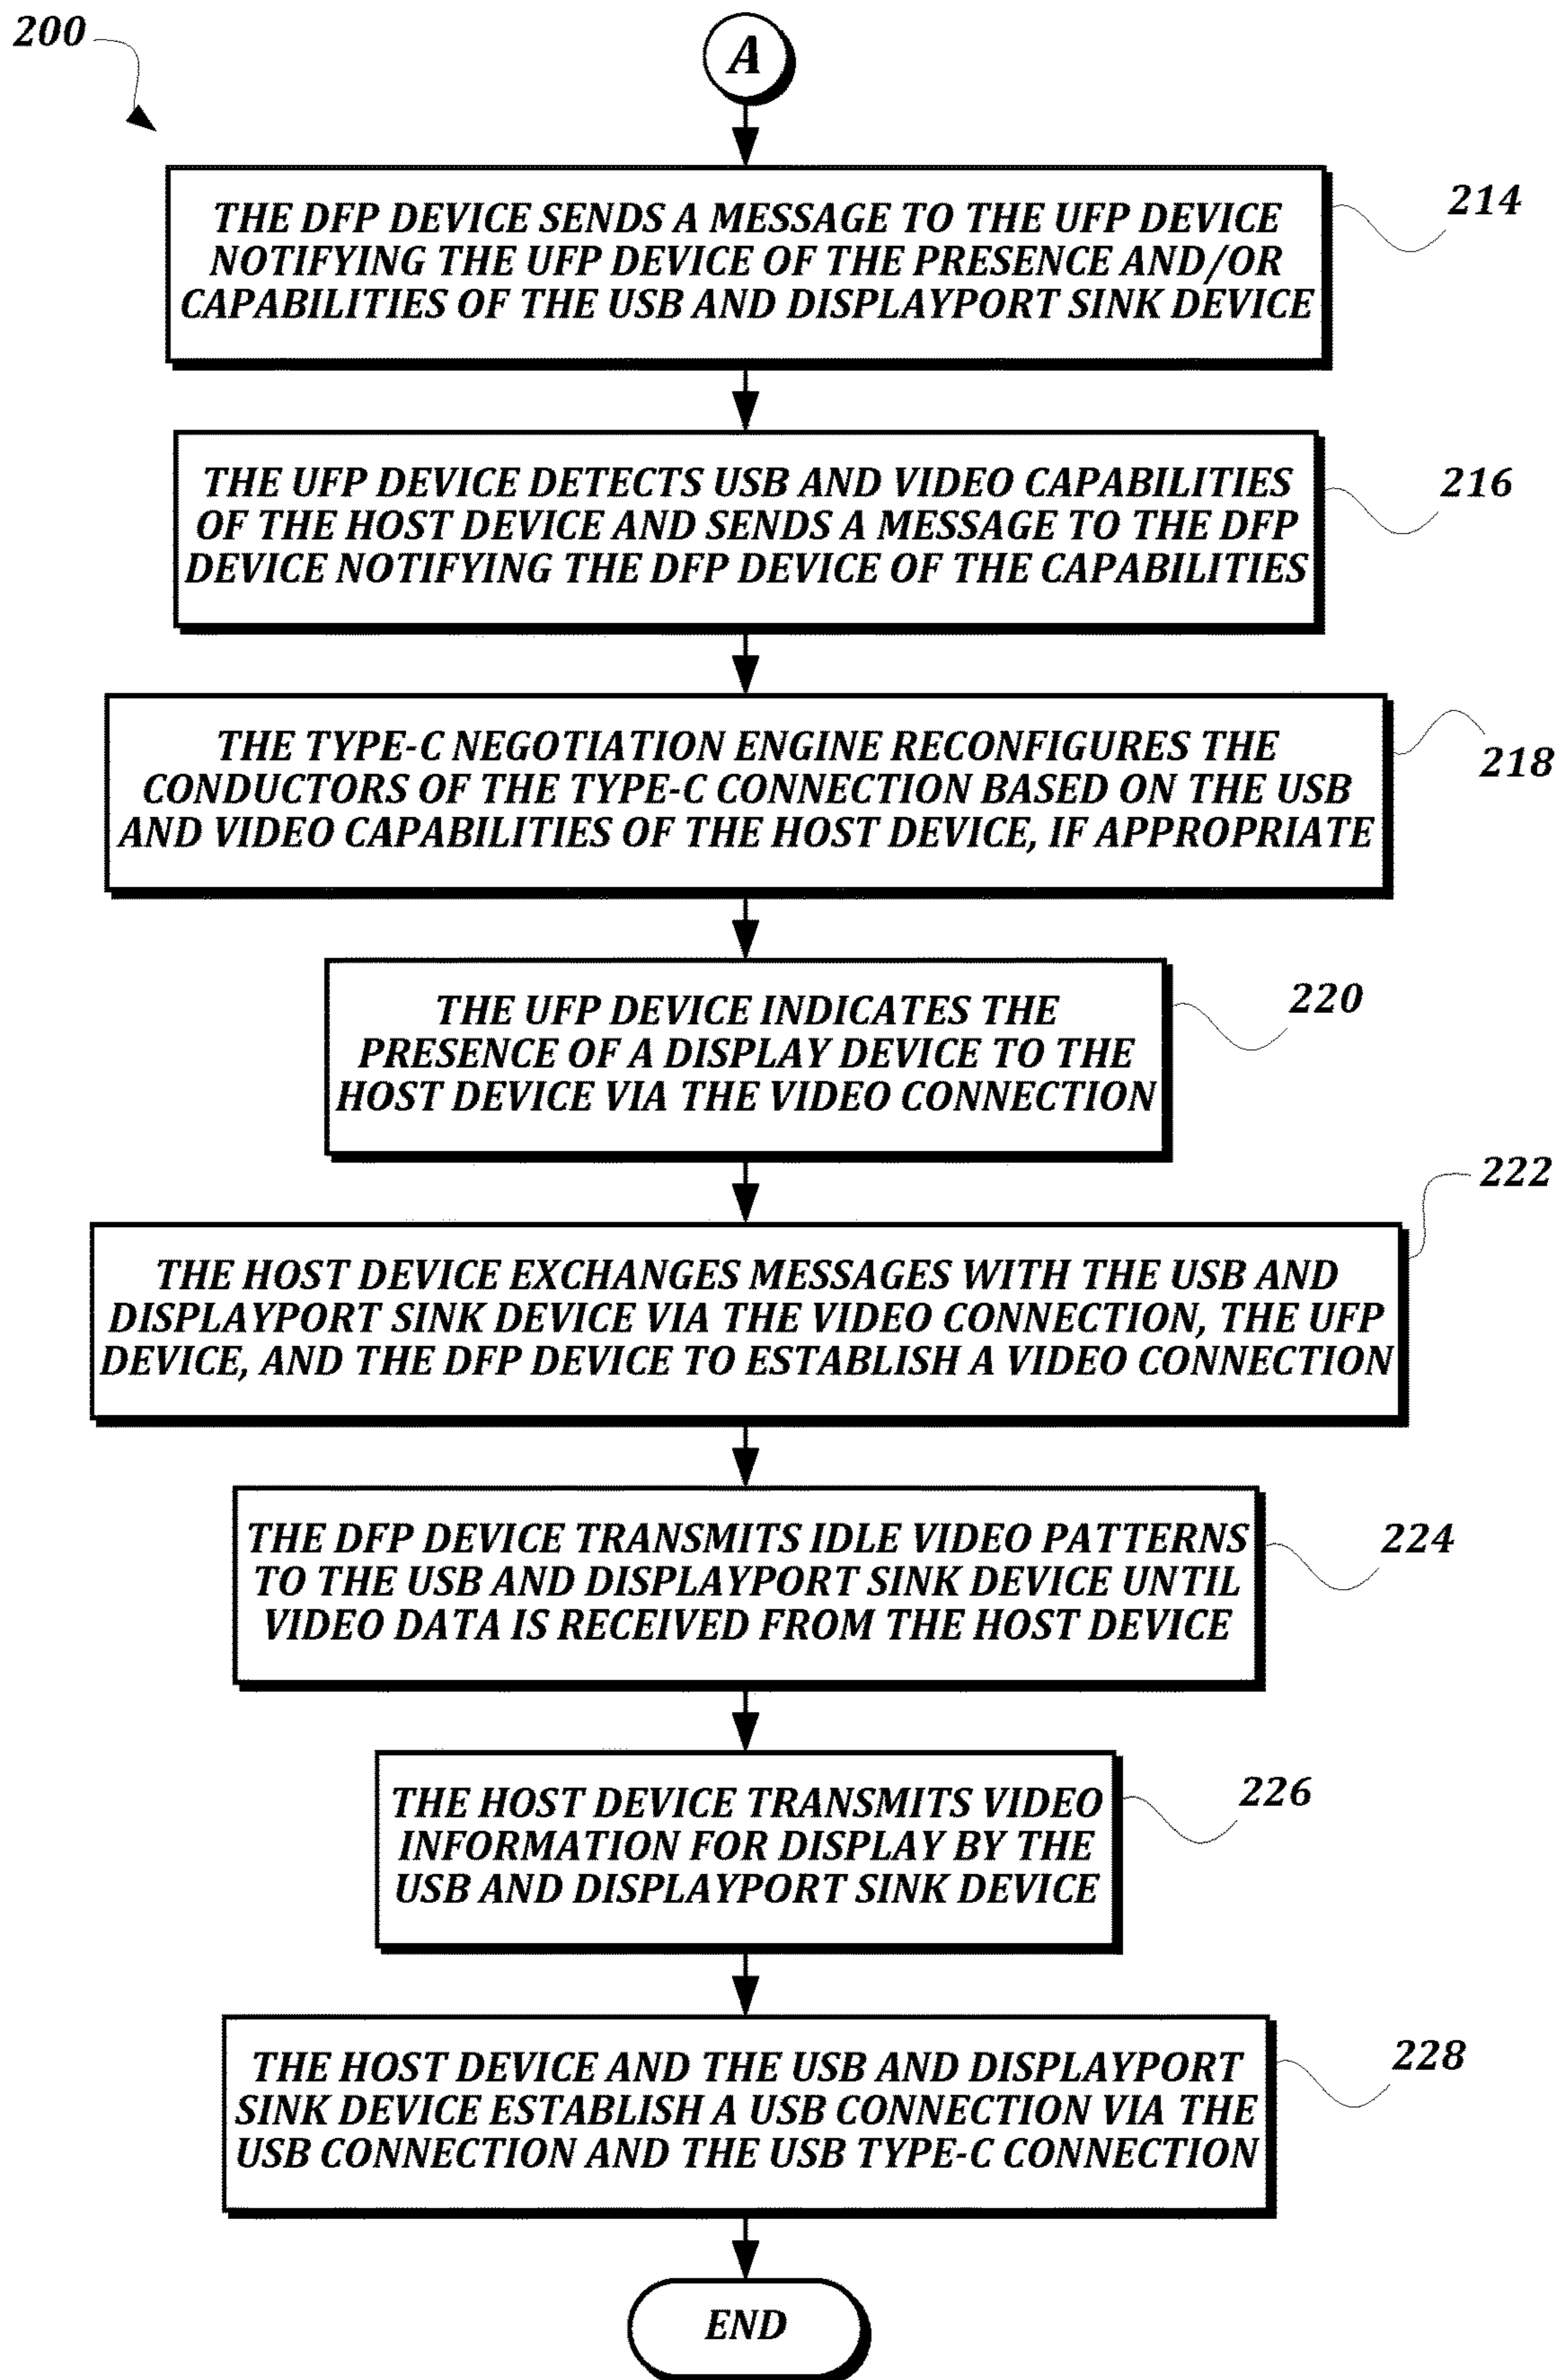 200
A
THE DFP DEVICE SENDS A MESSAGE TO THE UFP DEVICE
NOTIFYING THE UFP DEVICE OF THE PRESENCE AND/OR
CAPABILITIES OF THE USB AND DISPLAYPORT SINK DEVICE
214
THE UFP DEVICE DETECTS USB AND VIDEO CAPABILITIES
OF THE HOST DEVICE AND SENDS A MESSAGE TO THE DFP
DEVICE NOTIFYING THE DFP DEVICE OF THE CAPABILITIES
216
THE TYPE-C NEGOTIATION ENGINE RECONFIGURES THE
CONDUCTORS OF THE TYPE-C CONNECTION BASED ON THE USB
AND VIDEO CAPABILITIES OF THE HOST DEVICE, IF APPROPRIATE
218
THE UFP DEVICE INDICATES THE
PRESENCE OF A DISPLAY DEVICE TO THE
HOST DEVICE VIA THE VIDEO CONNECTION
220
THE HOST DEVICE EXCHANGES MESSAGES WITH THE USB AND
DISPLAYPORT SINK DEVICE VIA THE VIDEO CONNECTION, THE UFP
DEVICE, AND THE DFP DEVICE TO ESTABLISH A VIDEO CONNECTION
222
THE DFP DEVICE TRANSMITS IDLE VIDEO PATTERNS
TO THE USB AND DISPLAYPORT SINK DEVICE UNTIL
VIDEO DATA IS RECEIVED FROM THE HOST DEVICE
224
THE HOST DEVICE TRANSMITS VIDEO
INFORMATION FOR DISPLAY BY THE
USB AND DISPLAYPORT SINK DEVICE
226
THE HOST DEVICE AND THE USB AND DISPLAYPORT
SINK DEVICE ESTABLISH A USB CONNECTION VIA THE
USB CONNECTION AND THE USB TYPE-C CONNECTION
228
END